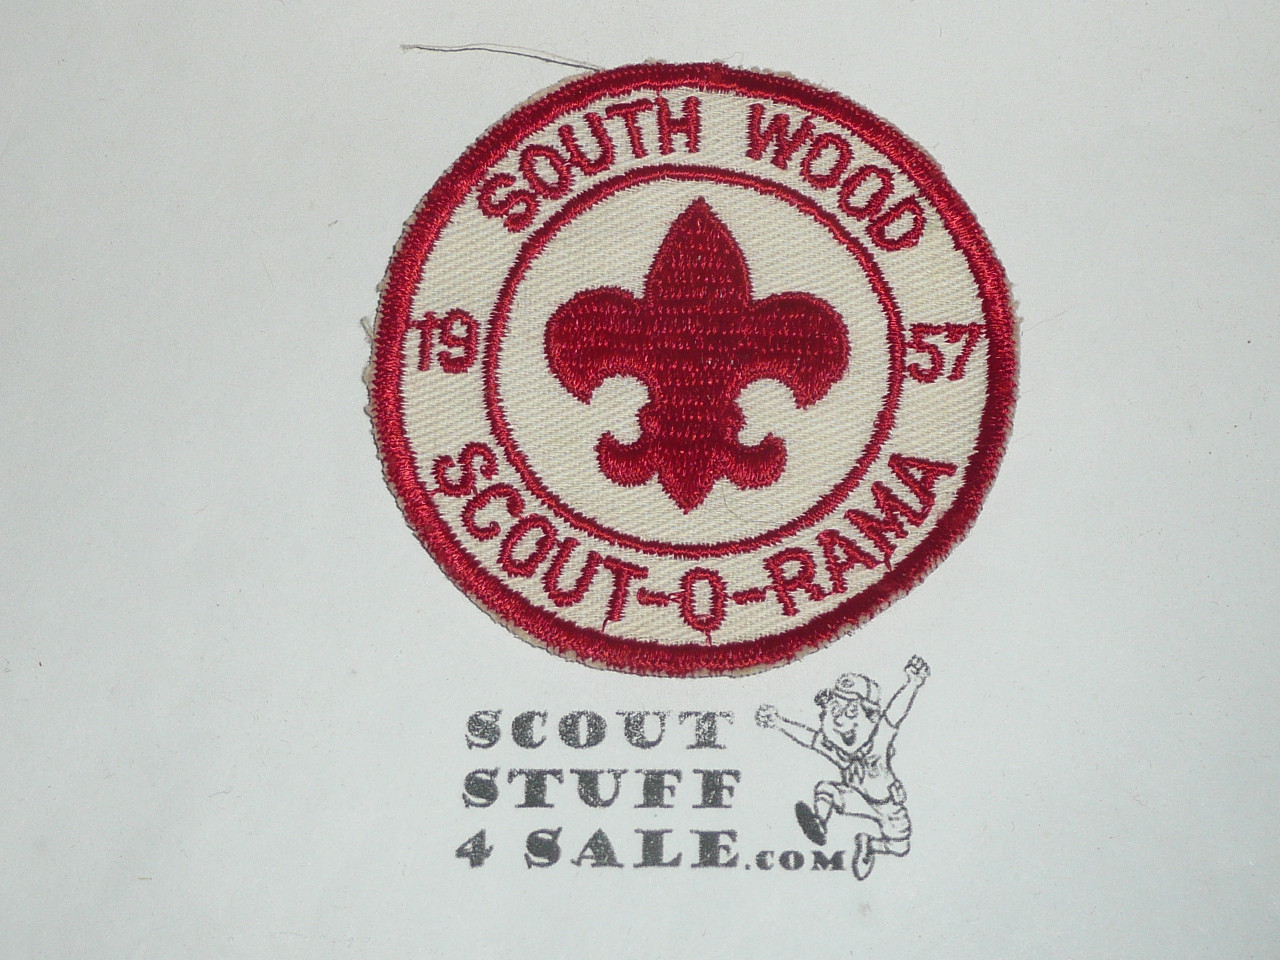 SOUTH WOOD
19 57
SCOUT-O-RAMA
SCOUT
STUFF
4 SALE.COM